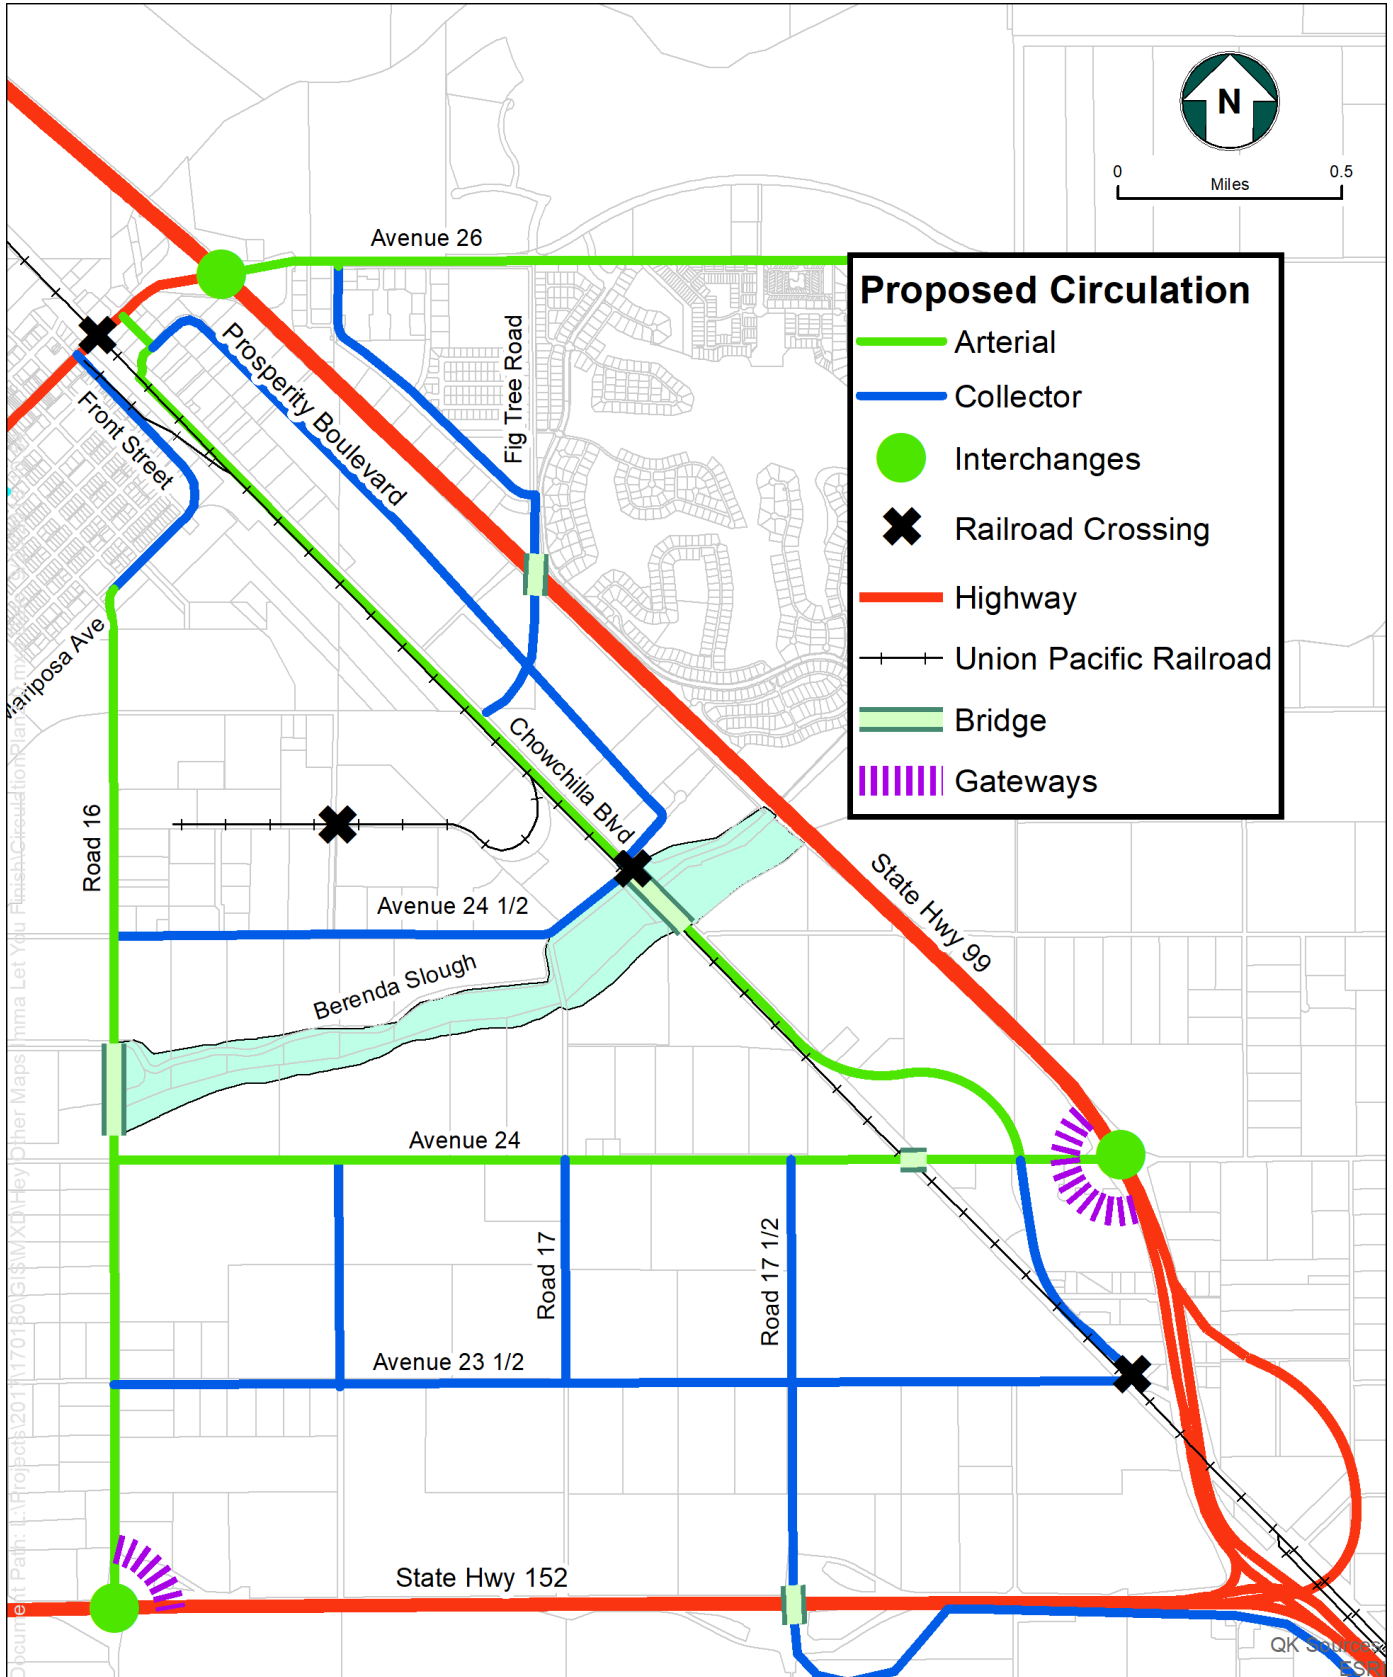 N
0 0.5
Miles
Avenue 26
Proposed Circulation
Arterial
Collector
Interchanges
Railroad Crossing
Highway
Union Pacific Railroad
Bridge
Gateways
Prosperity Boulevard
Fig Tree Road
Front Street
Mariposa Ave
Chowchilla Blvd
Road 16
State Hwy 99
Avenue 24 1/2
Berenda Slough
Avenue 24
Road 17
Road 17 1/2
Avenue 23 1/2
State Hwy 152
QK Sources:
ESRI